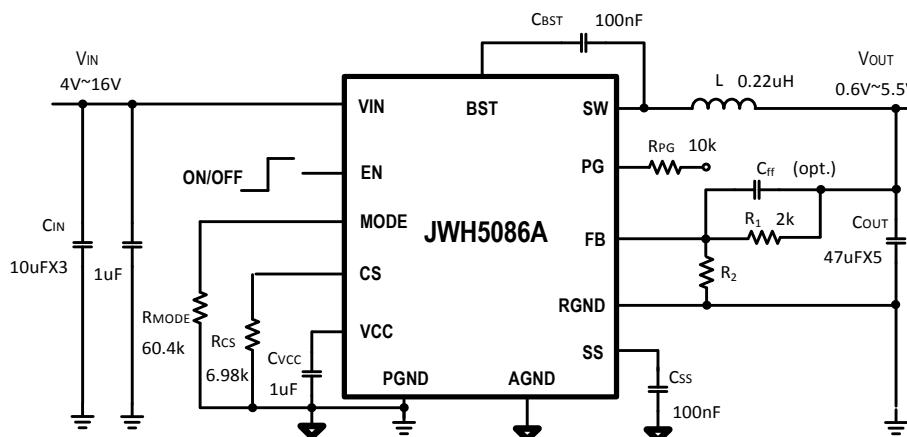 CBST 100nF
VIN
4V~16V
VOUT
0.6V~5.5V
L 0.22uH
VIN
BST
SW
RPG 10k
PG
EN
ON/OFF
Cff (opt.)
MODE
JWH5086A
FB
R1 2k
COUT
47uFX5
CIN
10uFX3
1uF
CS
R2
RGND
RMODE
60.4k
RCS
6.98k
VCC
CVCC
1uF
SS
PGND
AGND
CSS
100nF